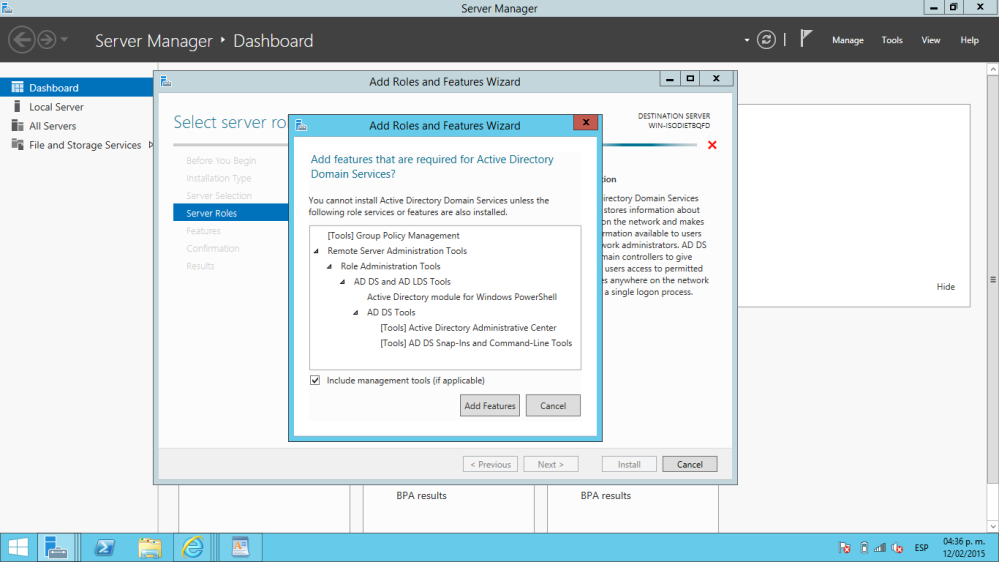 Server Manager
Server Manager • Dashboard
Manage
Tools
View
Help
Dashboard
Local Server
All Servers
File and Storage Services
Add Roles and Features Wizard
Select server ro
DESTINATION SERVER
WIN-ISODIETBQFD
Before You Begin
Installation Type
Server Selection
Server Roles
Features
Confirmation
Results
Add Roles and Features Wizard
Add features that are required for Active Directory
Domain Services?
You cannot install Active Directory Domain Services unless the
following role services or features are also installed.
[Tools] Group Policy Management
Remote Server Administration Tools
Role Administration Tools
AD DS and AD LDS Tools
Active Directory module for Windows PowerShell
AD DS Tools
[Tools] Active Directory Administrative Center
[Tools] AD DS Snap-Ins and Command-Line Tools
Include management tools (if applicable)
Add Features
Cancel
tion
irectory Domain Services
stores information about
on the network and makes
rmation available to users
work administrators. AD DS
main controllers to give
users access to permitted
es anywhere on the network
a single logon process.
Hide
< Previous
Next >
Install
Cancel
BPA results
BPA results
ESP
04:36 p. m.
12/02/2015